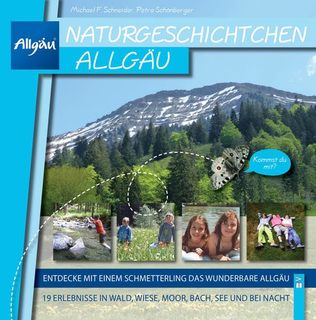 Michael F. Schneider, Petra Schönberger
Allgäu
NATURGESCHICHTCHEN
ALLGÄU
Kommst du
mit?
ENTDECKE MIT EINEM SCHMETTERLING DAS WUNDERBARE ALLGÄU
19 ERLEBNISSE IN WALD, WIESE, MOOR, BACH, SEE UND BEI NACHT